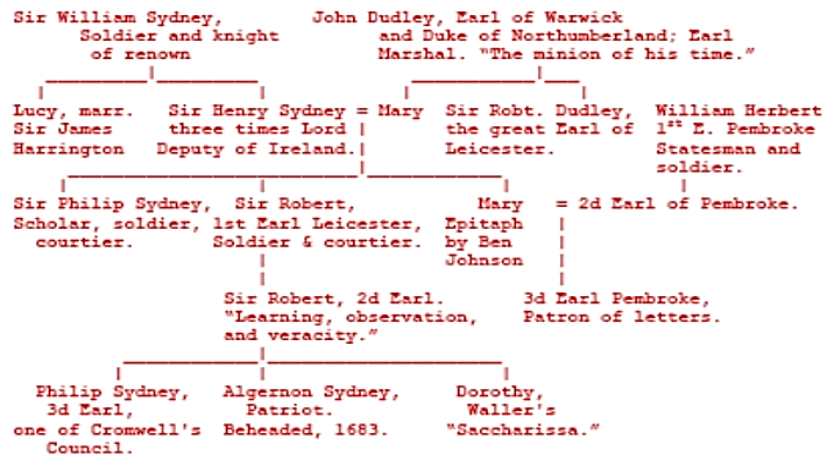 Sir William Sydney, John Dudley, Earl of Warwick
Soldier and knight and Duke of Northumberland; Earl
of renown Marshal. “The minion of his time.”
Lucy, marr. Sir Henry Sydney = Mary Sir Robt. Dudley, William Herbert
Sir James three times Lord the great Earl of 1st E. Pembroke
Harrington Deputy of Ireland. Leicester. Statesman and
soldier.
Sir Philip Sydney, Sir Robert, Mary = 2d Earl of Pembroke.
Scholar, soldier, 1st Earl Leicester, Epitaph
courtier. Soldier & courtier. by Ben
Johnson
Sir Robert, 2d Earl. 3d Earl Pembroke,
“Learning, observation, Patron of letters.
and veracity.”
Philip Sydney, Algernon Sydney, Dorothy,
3d Earl, Patriot. Waller's
one of Cromwell's Beheaded, 1683. “Saccharissa.”
Council.